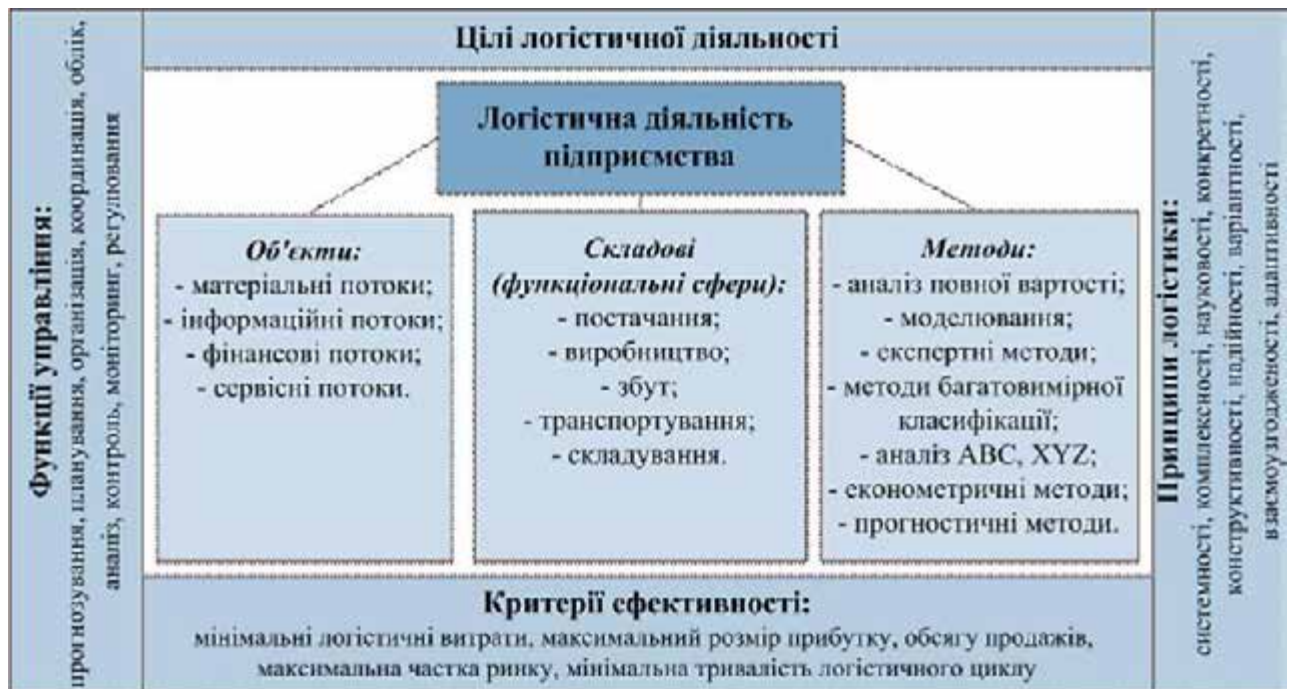 Цілі логістичної діяльності
Функції управління:
прогнозування, планування, організація, координація, облік,
аналіз, контроль, моніторинг, регулювання
Логістична діяльність
підприємства
Об'єкти:
- матеріальні потоки;
- інформаційні потоки;
- фінансові потоки;
- сервісні потоки.
Складові
(функціональні сфери):
- постачання;
- виробництво;
- збут;
- транспортування;
- складування.
Методи:
- аналіз повної вартості;
- моделювання;
- експертні методи;
- методи багатовимірної
класифікації;
- аналіз ABC, XYZ;
- економетричні методи;
- прогностичні методи.
Принципи логістики:
системності, комплексності, науковості, конкретності,
конструктивності, надійності, варіантності,
взаємоузгодженості, адаптивності
Критерії ефективності:
мінімальні логістичні витрати, максимальний розмір прибутку, обсягу продажів,
максимальна частка ринку, мінімальна тривалість логістичного циклу